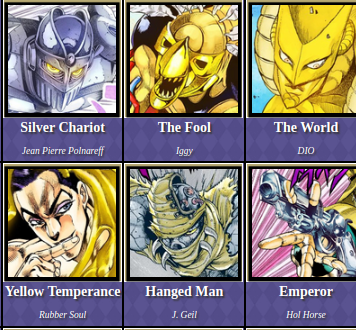 Silver Chariot
Jean Pierre Polnareff
The Fool
Iggy
The World
DIO
Yellow Temperance
Rubber Soul
Hanged Man
J. Geil
Emperor
Hol Horse